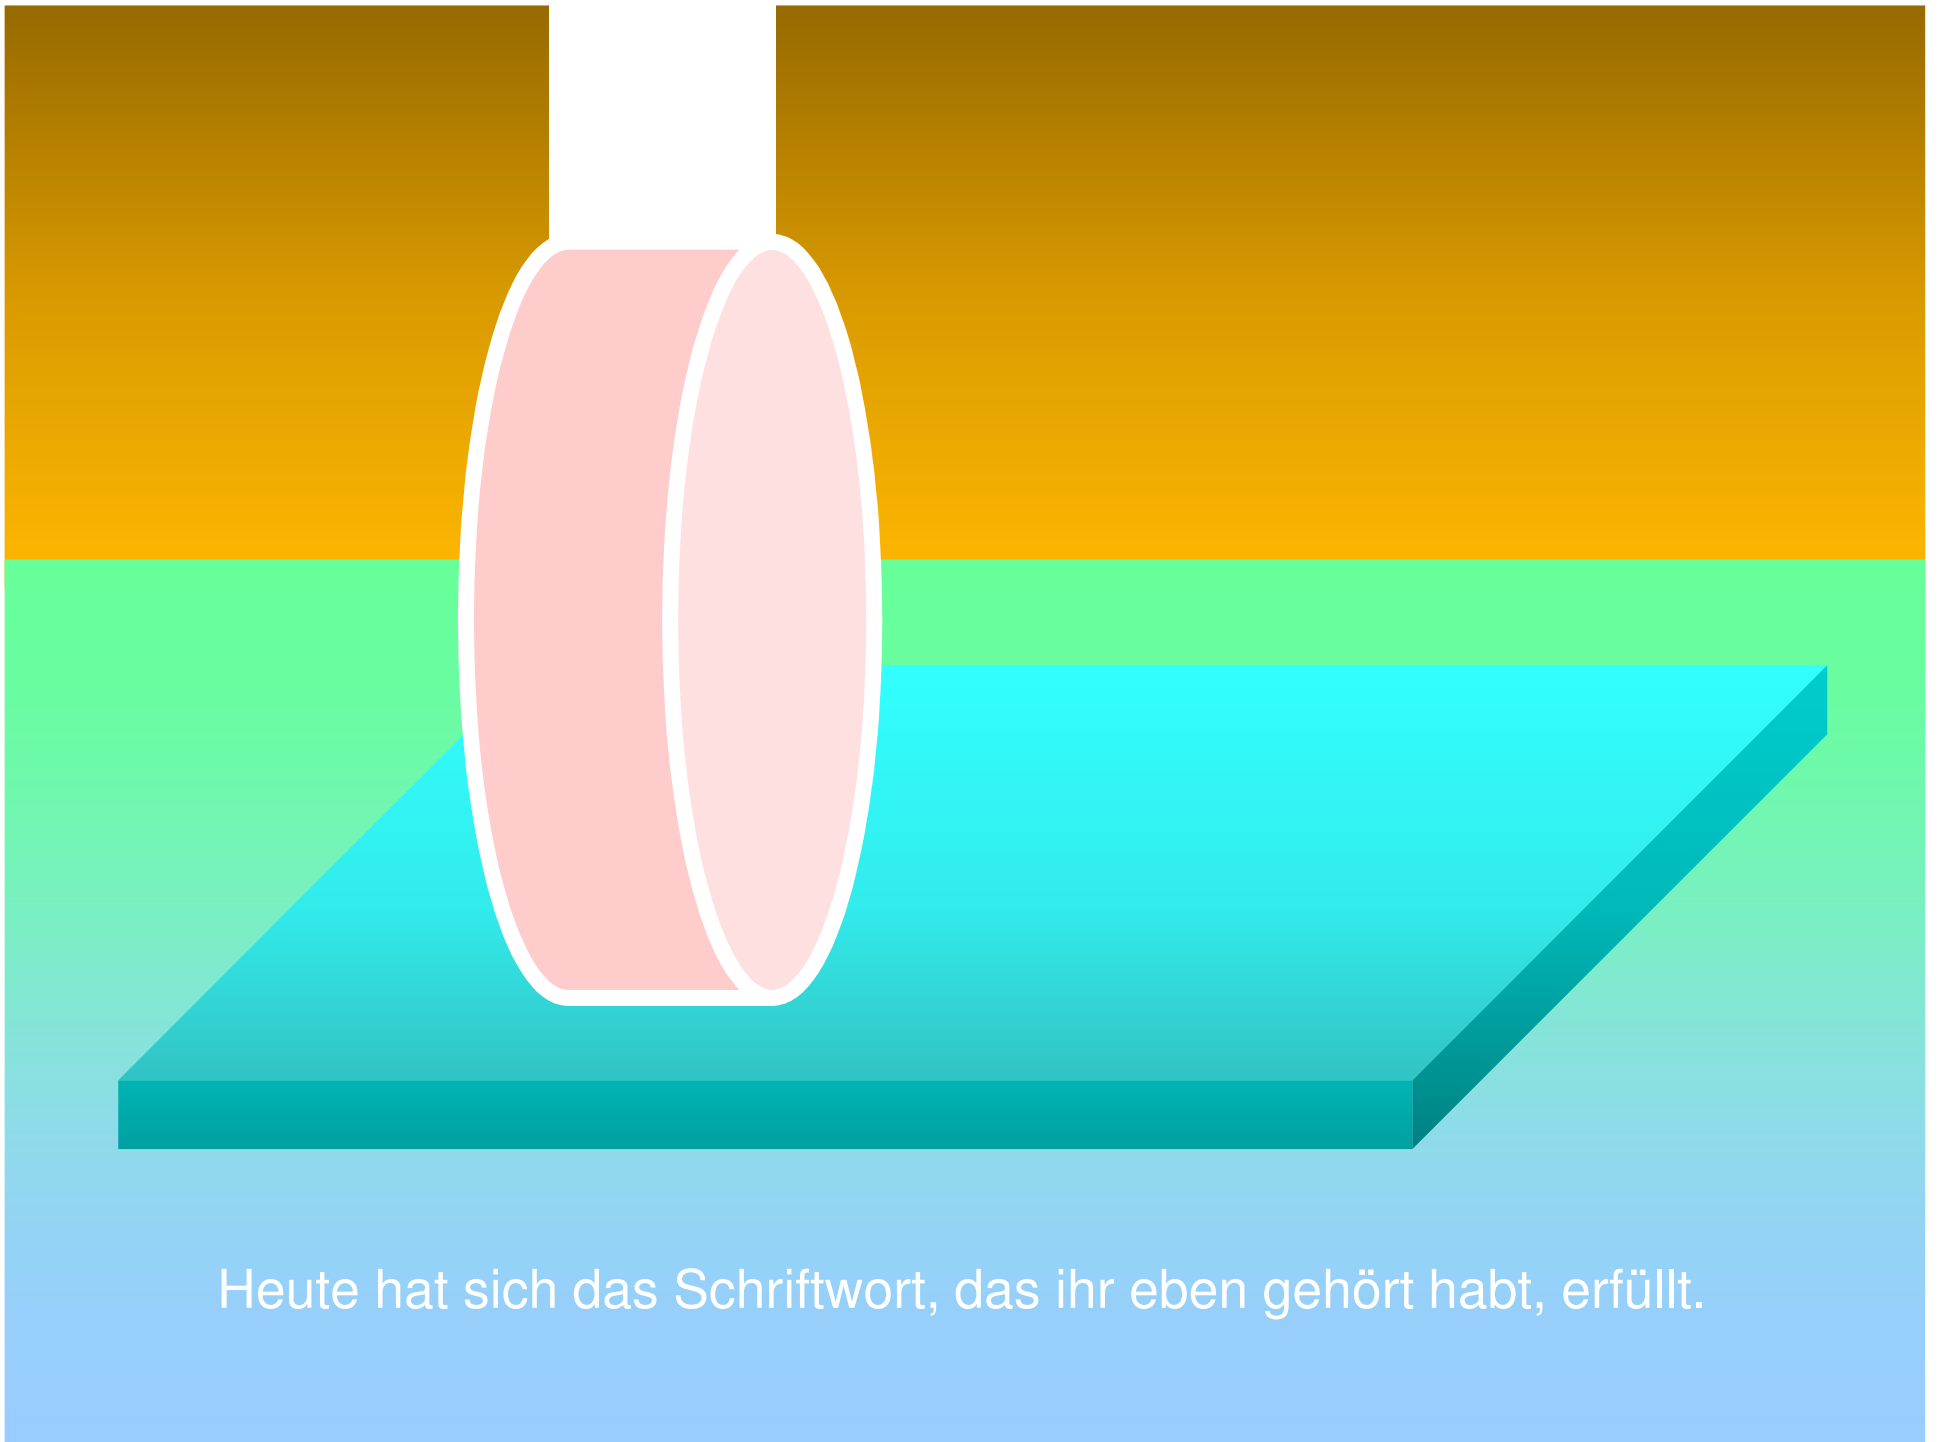 Heute hat sich das Schriftwort, das ihr eben gehört habt, erfüllt.